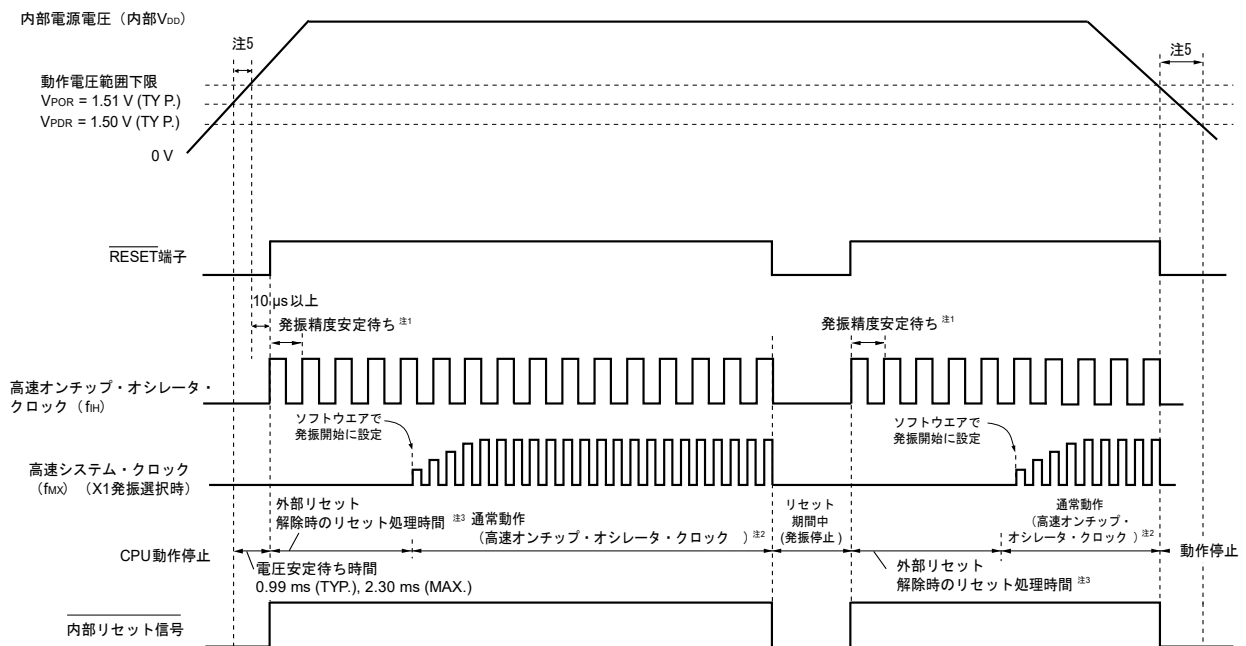 内部電源電圧（内部VDD）
注5
注5
動作電圧範囲下限
VPOR = 1.51 V (TY P.)
VPDR = 1.50 V (TY P.)
0 V
RESET端子
10 μs 以上
発振精度安定待ち 注1
発振精度安定待ち 注1
高速オンチップ・オシレータ・
クロック（fIH）
ソフトウエアで
発振開始に設定
ソフトウエアで
発振開始に設定
高速システム・クロック
（fMX）（X1発振選択時）
外部リセット
解除時のリセット処理時間 注3
通常動作
（高速オンチップ・オシレータ・クロック ）注2
リセット
期間中
(発振停止)
通常動作
（高速オンチップ・
オシレータ・クロック ）注2
CPU動作停止
動作停止
電圧安定待ち時間
0.99 ms (TYP.), 2.30 ms (MAX.)
外部リセット
解除時のリセット処理時間 注3
内部リセット信号